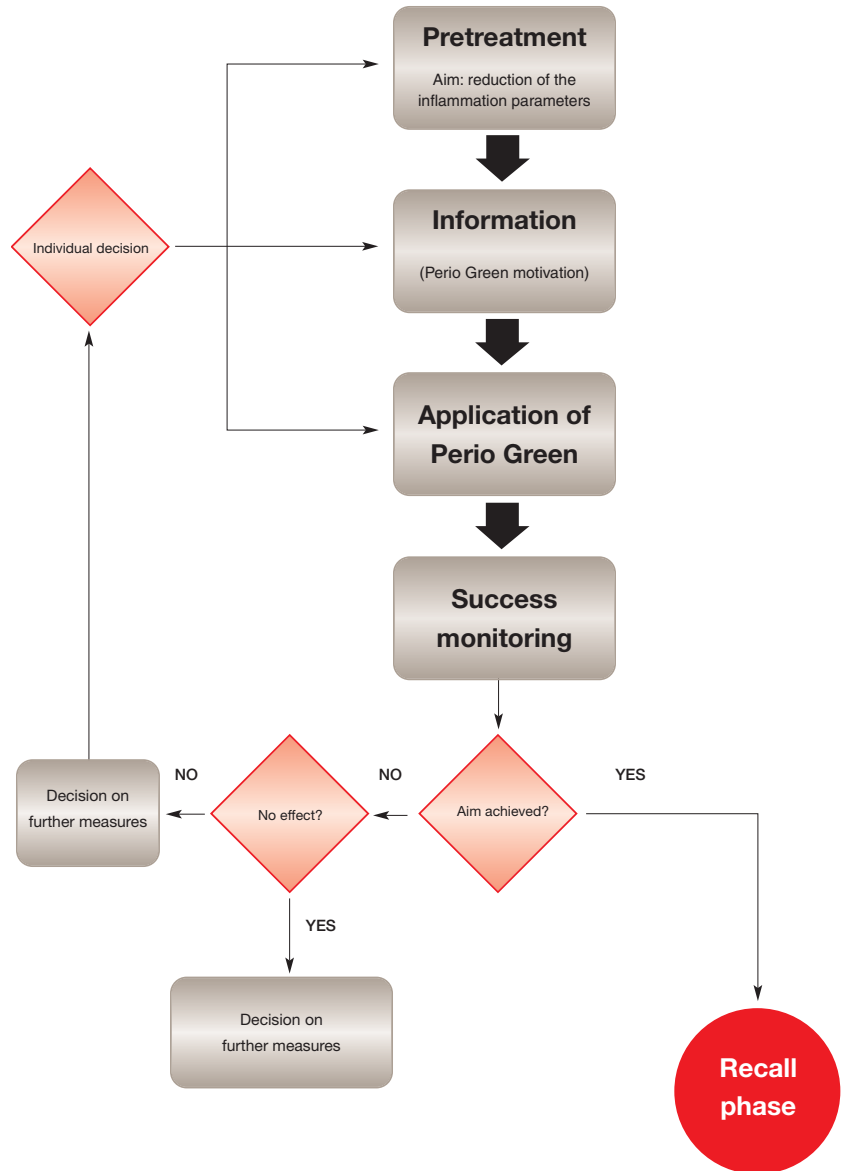 Pretreatment
Aim: reduction of the
inflammation parameters
Individual decision
Information
(Perio Green motivation)
Application of
Perio Green
Success
monitoring
NO
NO
YES
Decision on
further measures
No effect?
Aim achieved?
YES
Decision on
further measures
Recall
phase